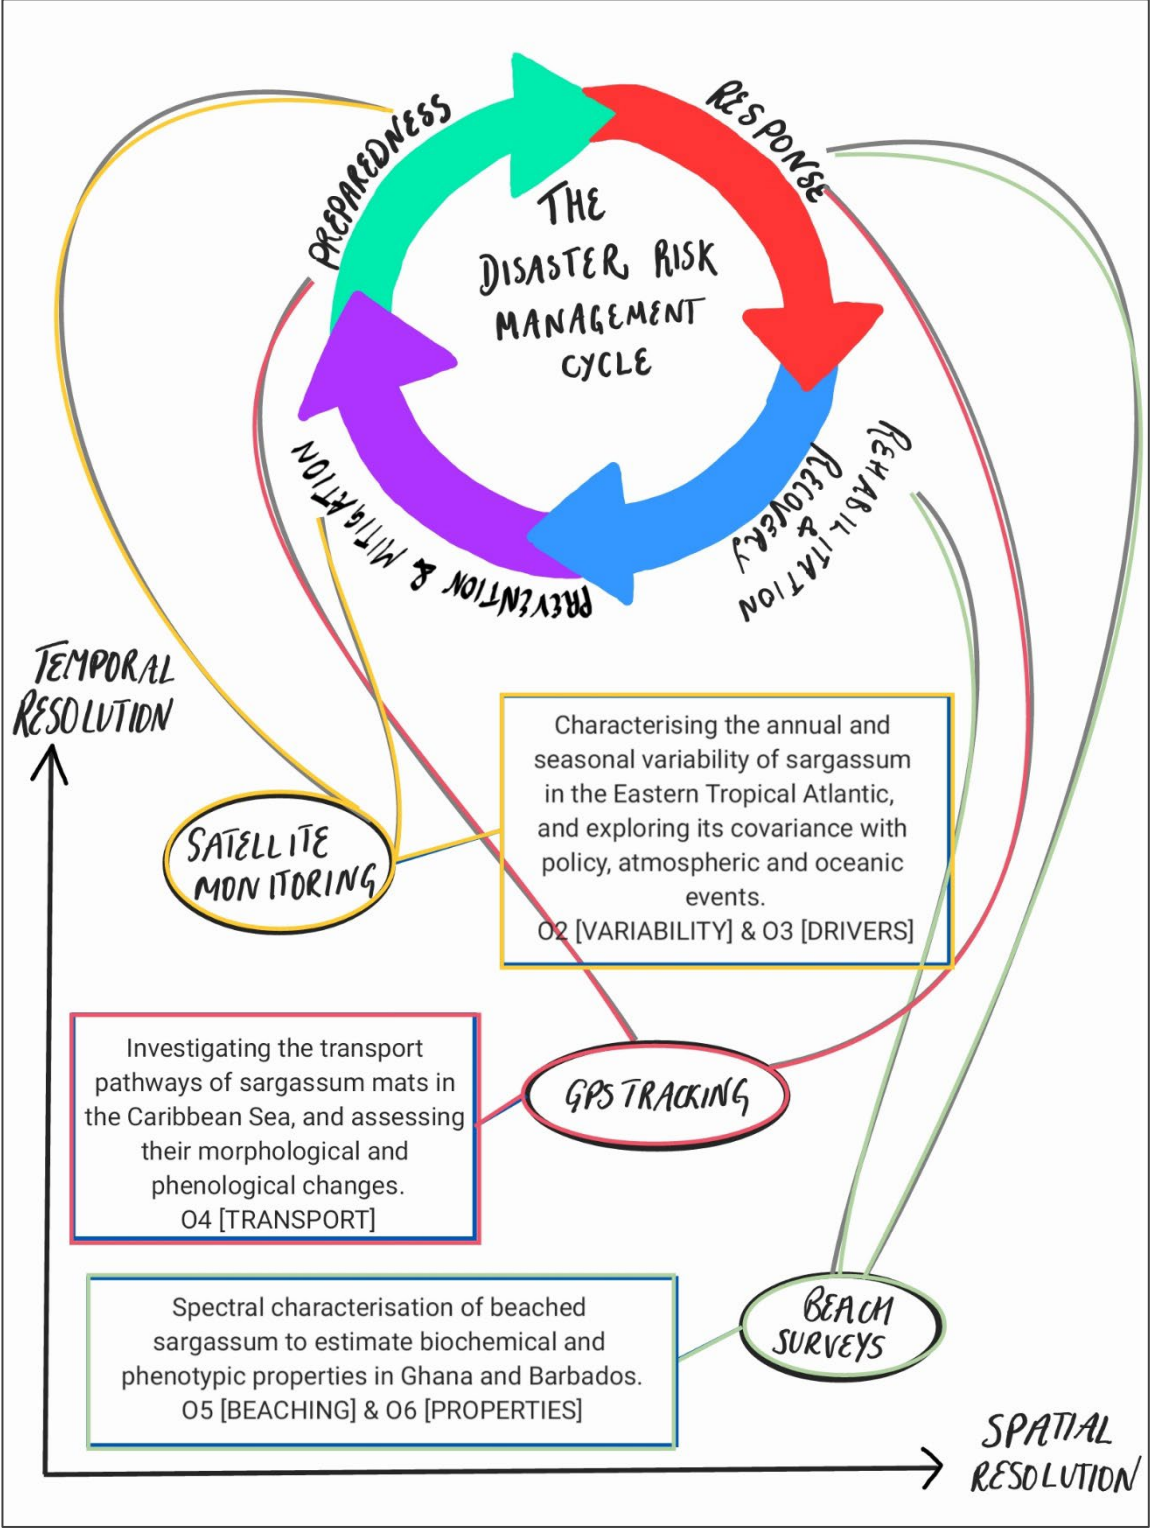 PREPAREDNESS
RESPONSE
THE
DISASTER RISK
MANAGEMENT
CYCLE
REHABILITATION
&
RECOVERY
PREVENTION & MITIGATION
TEMPORAL
RESOLUTION
Characterising the annual and
seasonal variability of sargassum
in the Eastern Tropical Atlantic,
and exploring its covariance with
policy, atmospheric and oceanic
events.
O2 [VARIABILITY] & O3 [DRIVERS]
SATELLITE
MONITORING
Investigating the transport
pathways of sargassum mats in
the Caribbean Sea, and assessing
their morphological and
phenological changes.
O4 [TRANSPORT]
GPS TRACKING
Spectral characterisation of beached
sargassum to estimate biochemical and
phenotypic properties in Ghana and Barbados.
O5 [BEACHING] & O6 [PROPERTIES]
BEACH
SURVEYS
SPATIAL
RESOLUTION